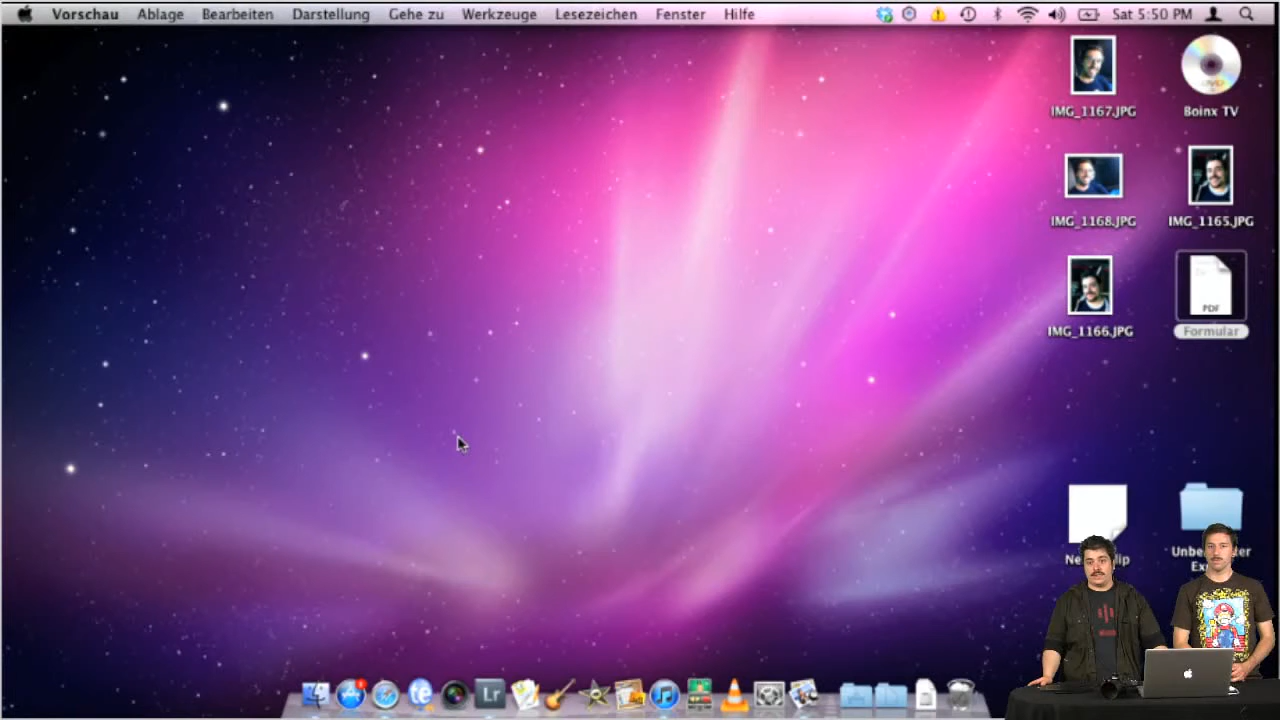 Vorschau Ablage Bearbeiten Darstellung Gehe zu Werkzeuge Lesezeichen Fenster Hilfe Sat 5:50 PM
IMG_1167.JPG Boinx TV
IMG_1168.JPG IMG_1165.JPG
PDF
IMG_1166.JPG Formular
te Lr